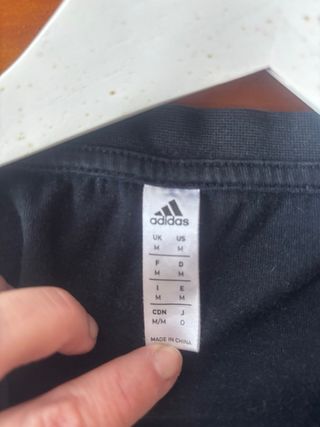 adidas
UK US
M M
F D
M M
I E
M M
CDN J
M/M O
MADE IN CHINA